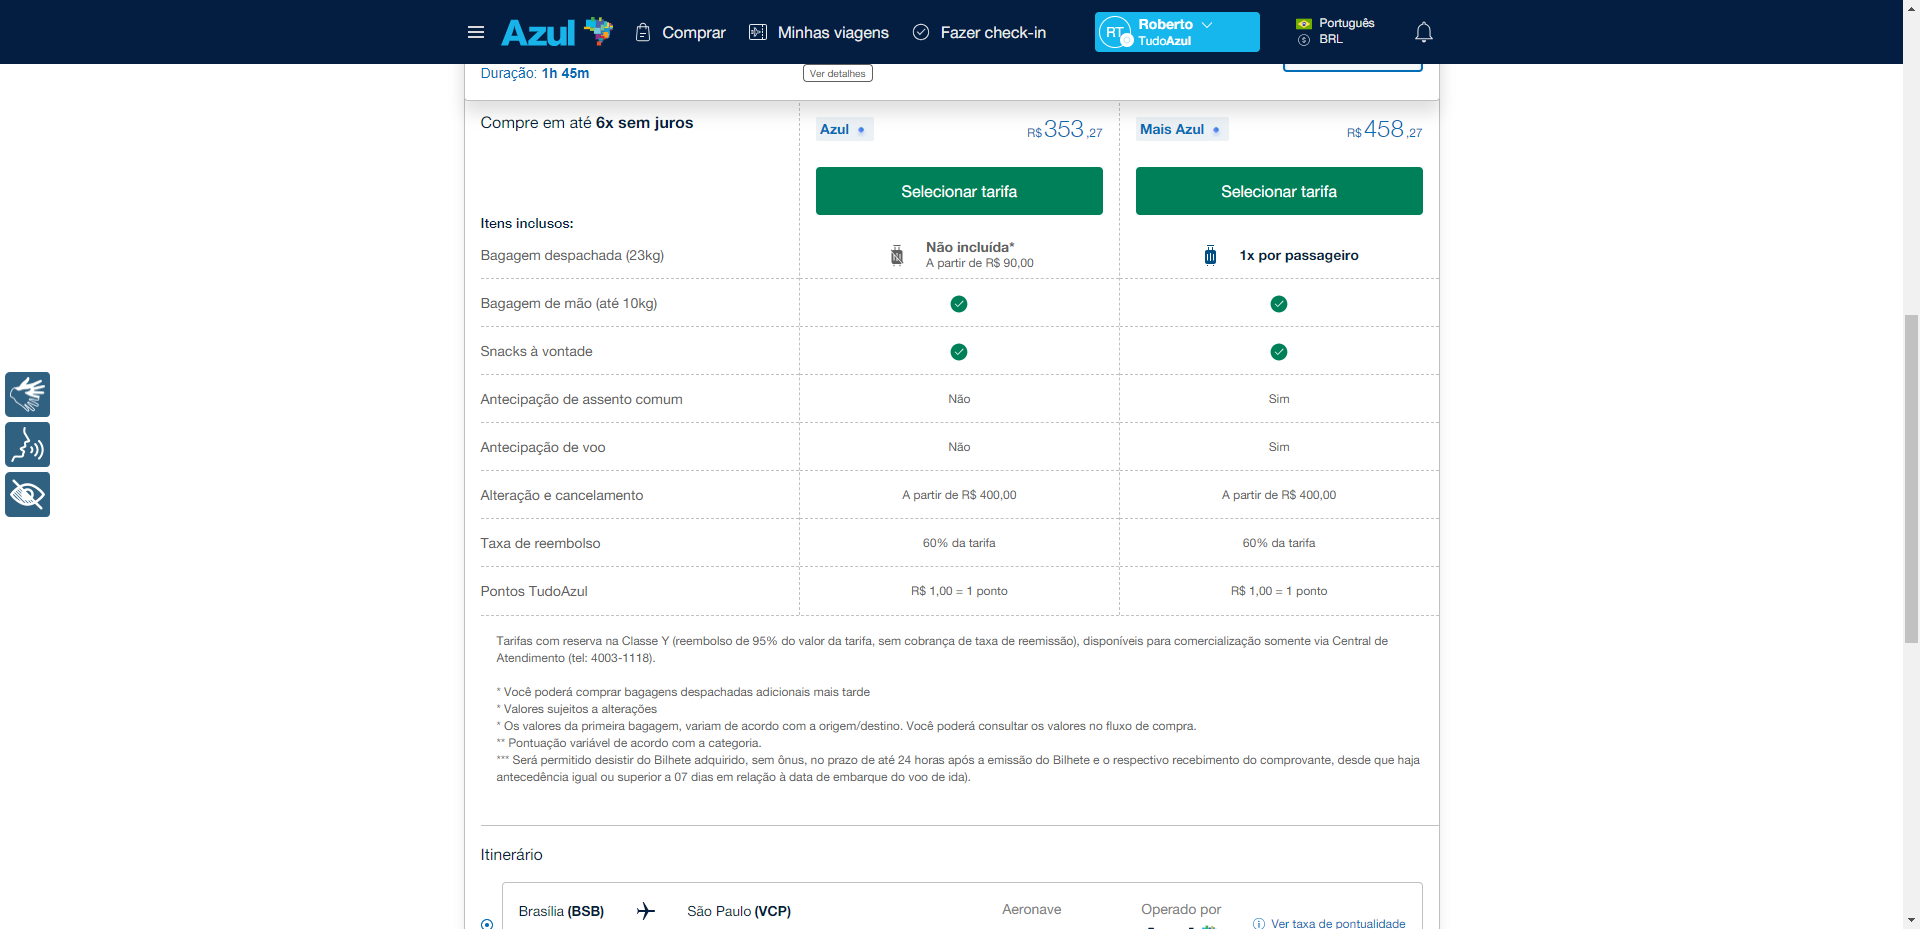 Azul
Comprar
Minhas viagens
Fazer check-in
RT
Roberto
TudoAzul
Português
BRL
Duração: 1h 45m
Ver detalhes
Compre em até 6x sem juros
Azul
R$ 353,27
Mais Azul
R$ 458,27
Selecionar tarifa
Selecionar tarifa
Itens inclusos:
Bagagem despachada (23kg)
Não incluída*
A partir de R$ 90,00
1x por passageiro
Bagagem de mão (até 10kg)
Snacks à vontade
Antecipação de assento comum
Não
Sim
Antecipação de voo
Não
Sim
Alteração e cancelamento
A partir de R$ 400,00
A partir de R$ 400,00
Taxa de reembolso
60% da tarifa
60% da tarifa
Pontos TudoAzul
R$ 1,00 = 1 ponto
R$ 1,00 = 1 ponto
Tarifas com reserva na Classe Y (reembolso de 95% do valor da tarifa, sem cobrança de taxa de reemissão), disponíveis para comercialização somente via Central de
Atendimento (tel: 4003-1118).
* Você poderá comprar bagagens despachadas adicionais mais tarde
* Valores sujeitos a alterações
* Os valores da primeira bagagem, variam de acordo com a origem/destino. Você poderá consultar os valores no fluxo de compra.
** Pontuação variável de acordo com a categoria.
*** Será permitido desistir do Bilhete adquirido, sem ônus, no prazo de até 24 horas após a emissão do Bilhete e o respectivo recebimento do comprovante, desde que haja
antecedência igual ou superior a 07 dias em relação à data de embarque do voo de ida).
Itinerário
Brasília (BSB)
São Paulo (VCP)
Aeronave
Operado por
Ver taxa de pontualidade